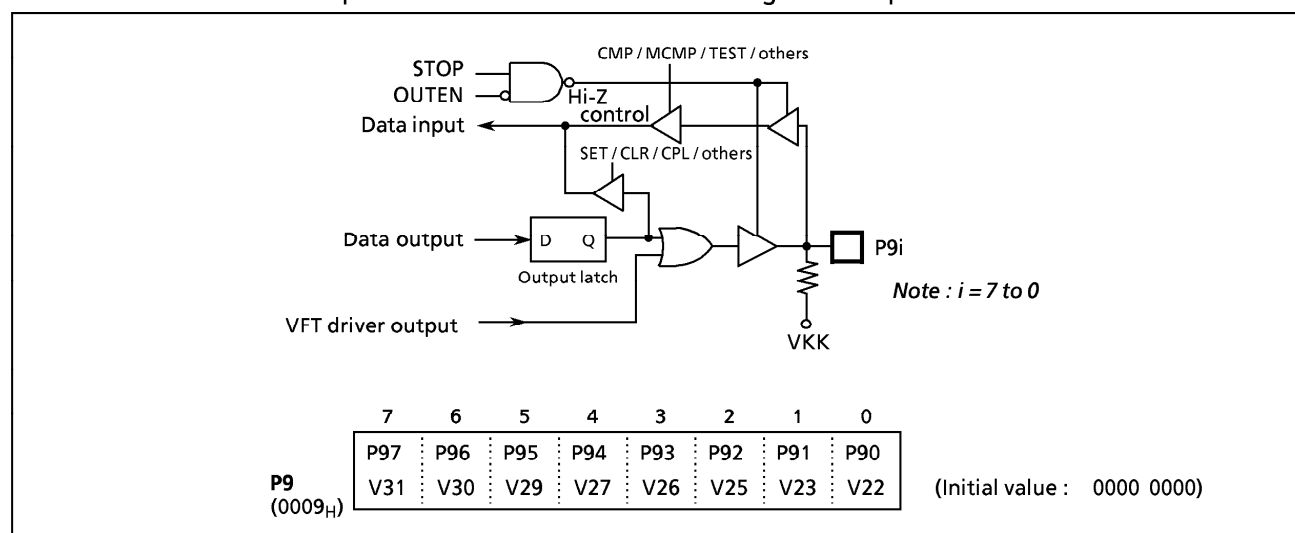 CMP / MCMP / TEST / others
STOP
OUTEN
Hi-Z
control
Data input
SET / CLR / CPL / others
Data output
D Q
P9i
Output latch
Note : i = 7 to 0
VFT driver output
VKK
7 6 5 4 3 2 1 0
P97 P96 P95 P94 P93 P92 P91 P90
P9
V31 V30 V29 V27 V26 V25 V23 V22 (Initial value : 0000 0000)
(0009H)